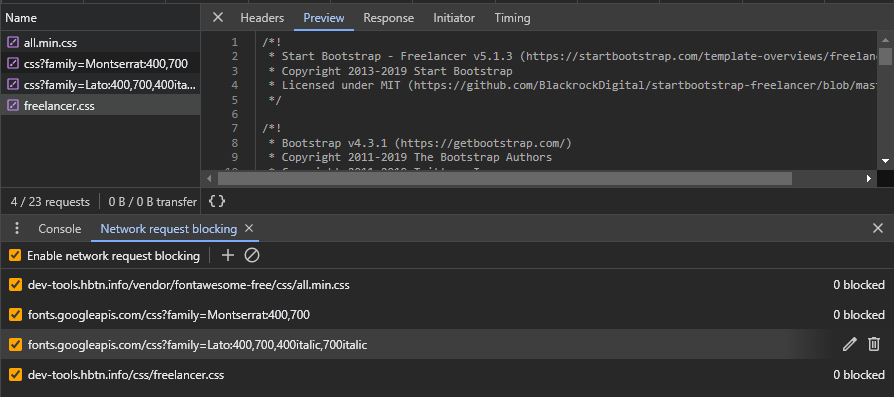 Name
Headers Preview Response Initiator Timing
all.min.css
css?family=Montserrat:400,700
css?family=Lato:400,700,400ita...
freelancer.css
1 /*!
2 * Start Bootstrap - Freelancer v5.1.3 (https://startbootstrap.com/template-overviews/freelan
3 * Copyright 2013-2019 Start Bootstrap
4 * Licensed under MIT (https://github.com/BlackrockDigital/startbootstrap-freelancer/blob/mast
5 */
6
7 /*!
8 * Bootstrap v4.3.1 (https://getbootstrap.com/)
9 * Copyright 2011-2019 The Bootstrap Authors
4 / 23 requests 0 B / 0 B transfer {}
Console Network request blocking
Enable network request blocking
dev-tools.hbtn.info/vendor/fontawesome-free/css/all.min.css 0 blocked
fonts.googleapis.com/css?family=Montserrat:400,700 0 blocked
fonts.googleapis.com/css?family=Lato:400,700,400italic,700italic
dev-tools.hbtn.info/css/freelancer.css 0 blocked